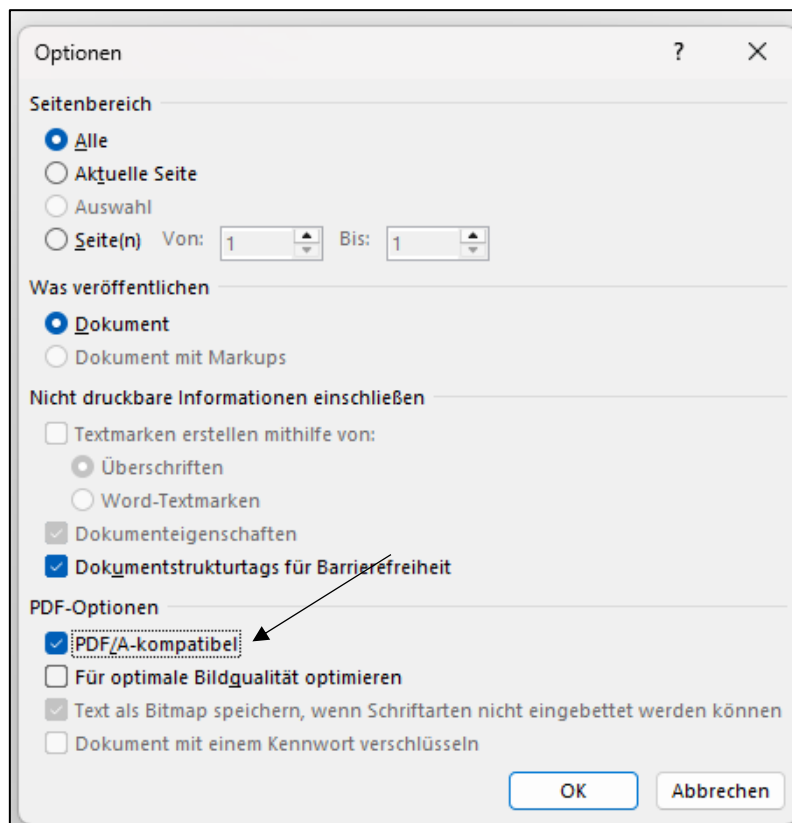 Optionen ?
Seitenbereich
Alle
Aktuelle Seite
Auswahl
Seite(n) Von: 1 Bis: 1
Was veröffentlichen
Dokument
Dokument mit Markups
Nicht druckbare Informationen einschließen
Textmarken erstellen mithilfe von:
Überschriften
Word-Textmarken
Dokumenteigenschaften
Dokumentstrukturtags für Barrierefreiheit
PDF-Optionen
PDF/A-kompatibel
Für optimale Bildqualität optimieren
Text als Bitmap speichern, wenn Schriftarten nicht eingebettet werden können
Dokument mit einem Kennwort verschlüsseln
OK Abbrechen